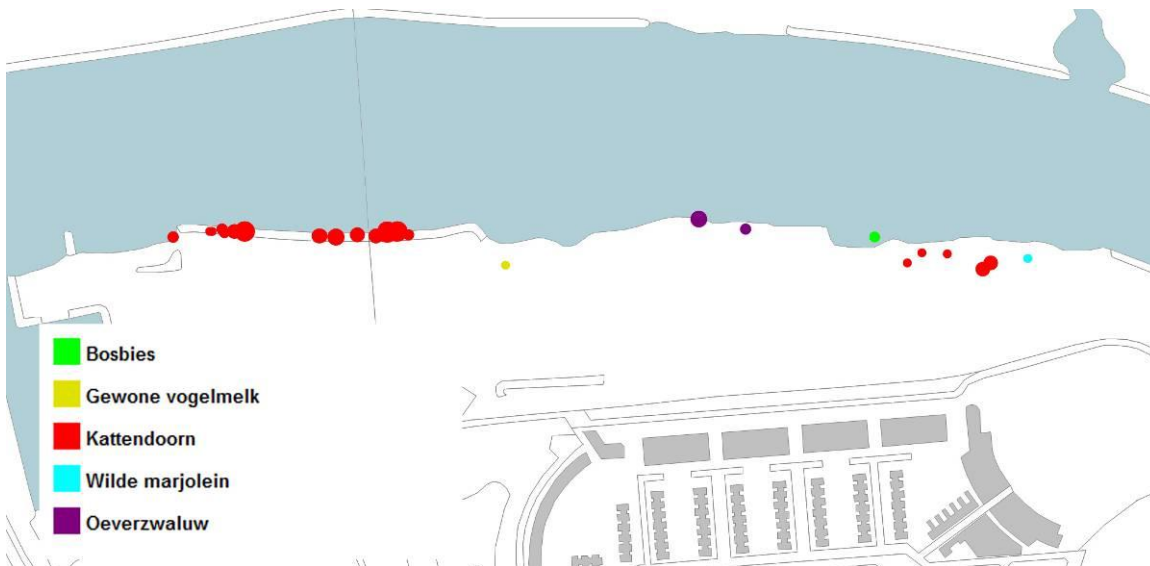 Bosbies
Gewone vogelmelk
Kattendoorn
Wilde marjolein
Oeverzwaluw